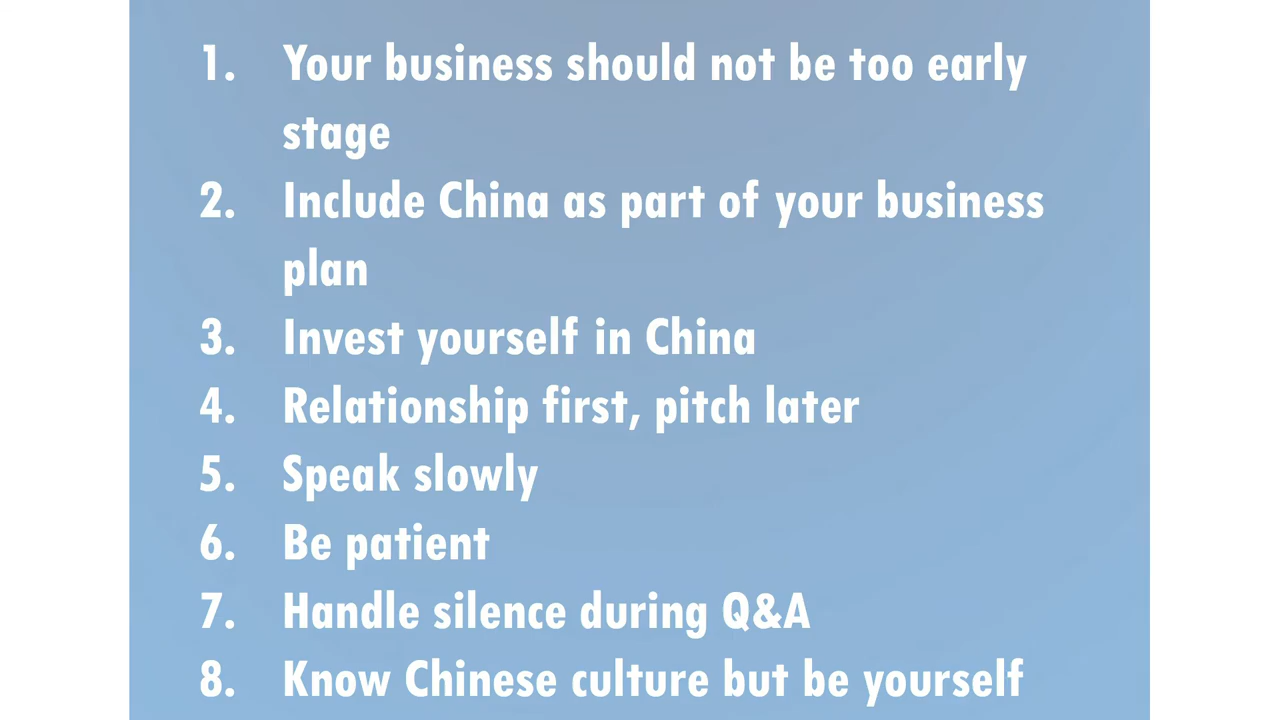 1. Your business should not be too early
stage
2. Include China as part of your business
plan
3. Invest yourself in China
4. Relationship first, pitch later
5. Speak slowly
6. Be patient
7. Handle silence during Q&A
8. Know Chinese culture but be yourself